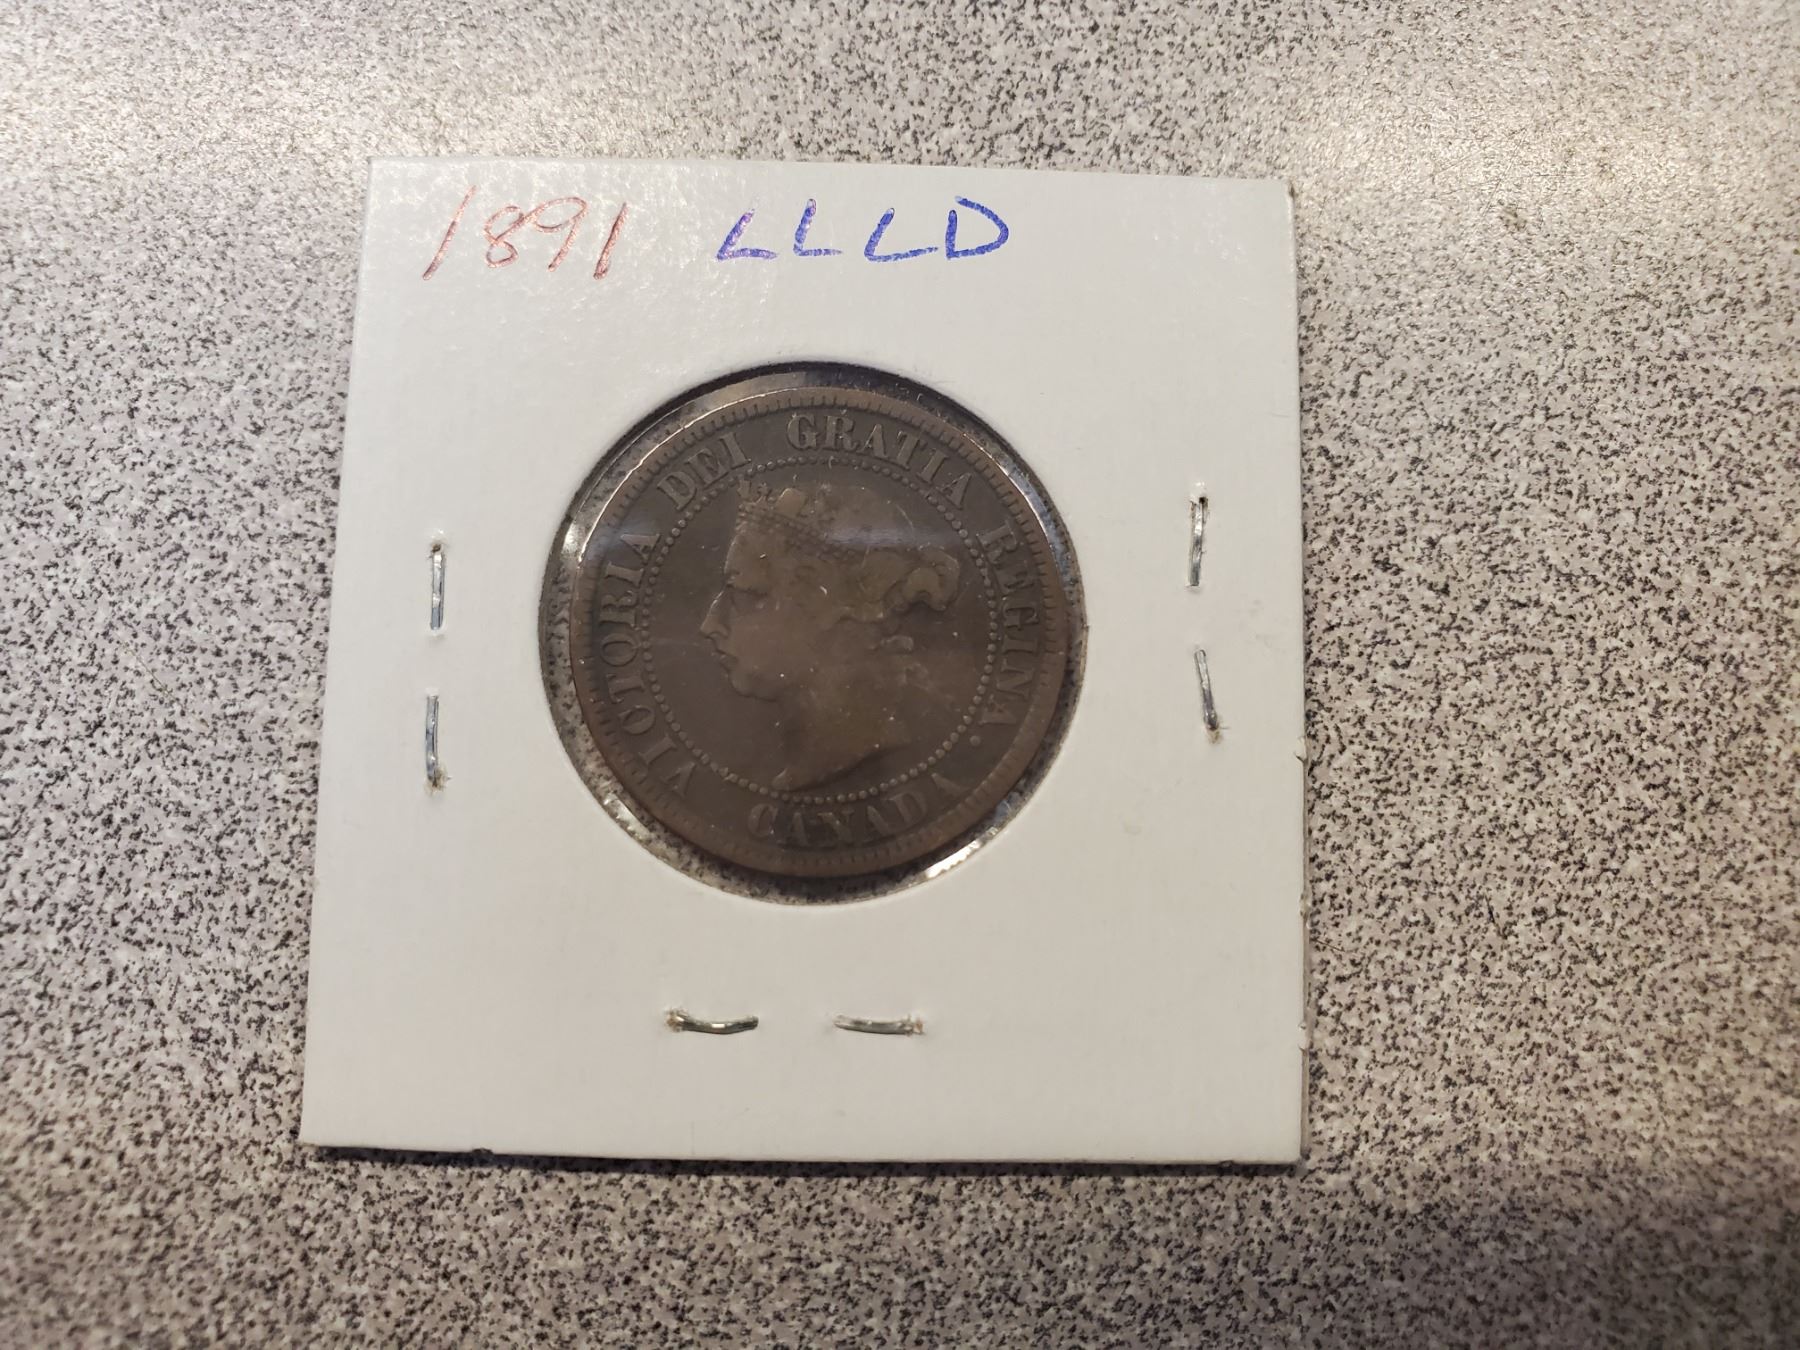 1891 LLLD
VICTORIA DEI GRATIA REGINA.
CANADA